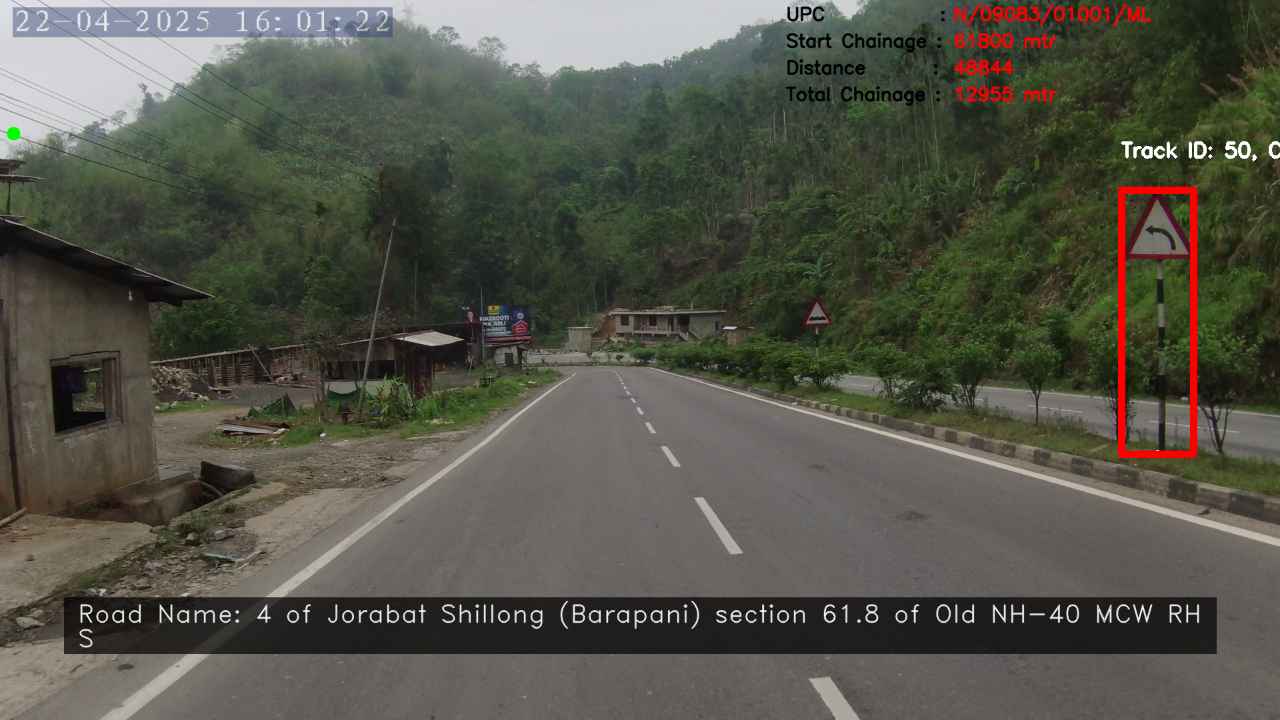 22-04-2025 16:01:22
UPC : N/09083/01001/ML
Start Chainage : 61800 mtr
Distance : 48844
Total Chainage : 12955 mtr
Track ID: 50,
Road Name: 4 of Jorabat Shillong (Barapani) section 61.8 of Old NH-40 MCW RH
S